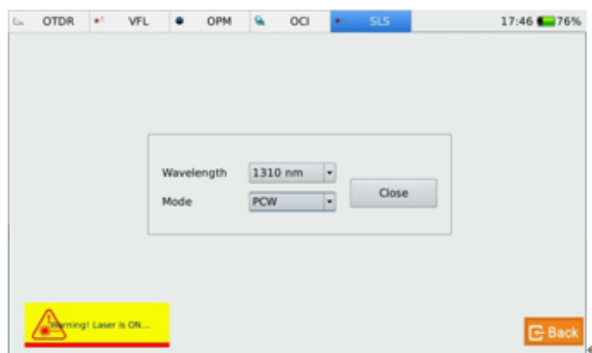 OTDR VFL OPM OCI SLS 17:46 76%
Wavelength 1310 nm
Close
Mode PCW
Warning! Laser is ON...
Back